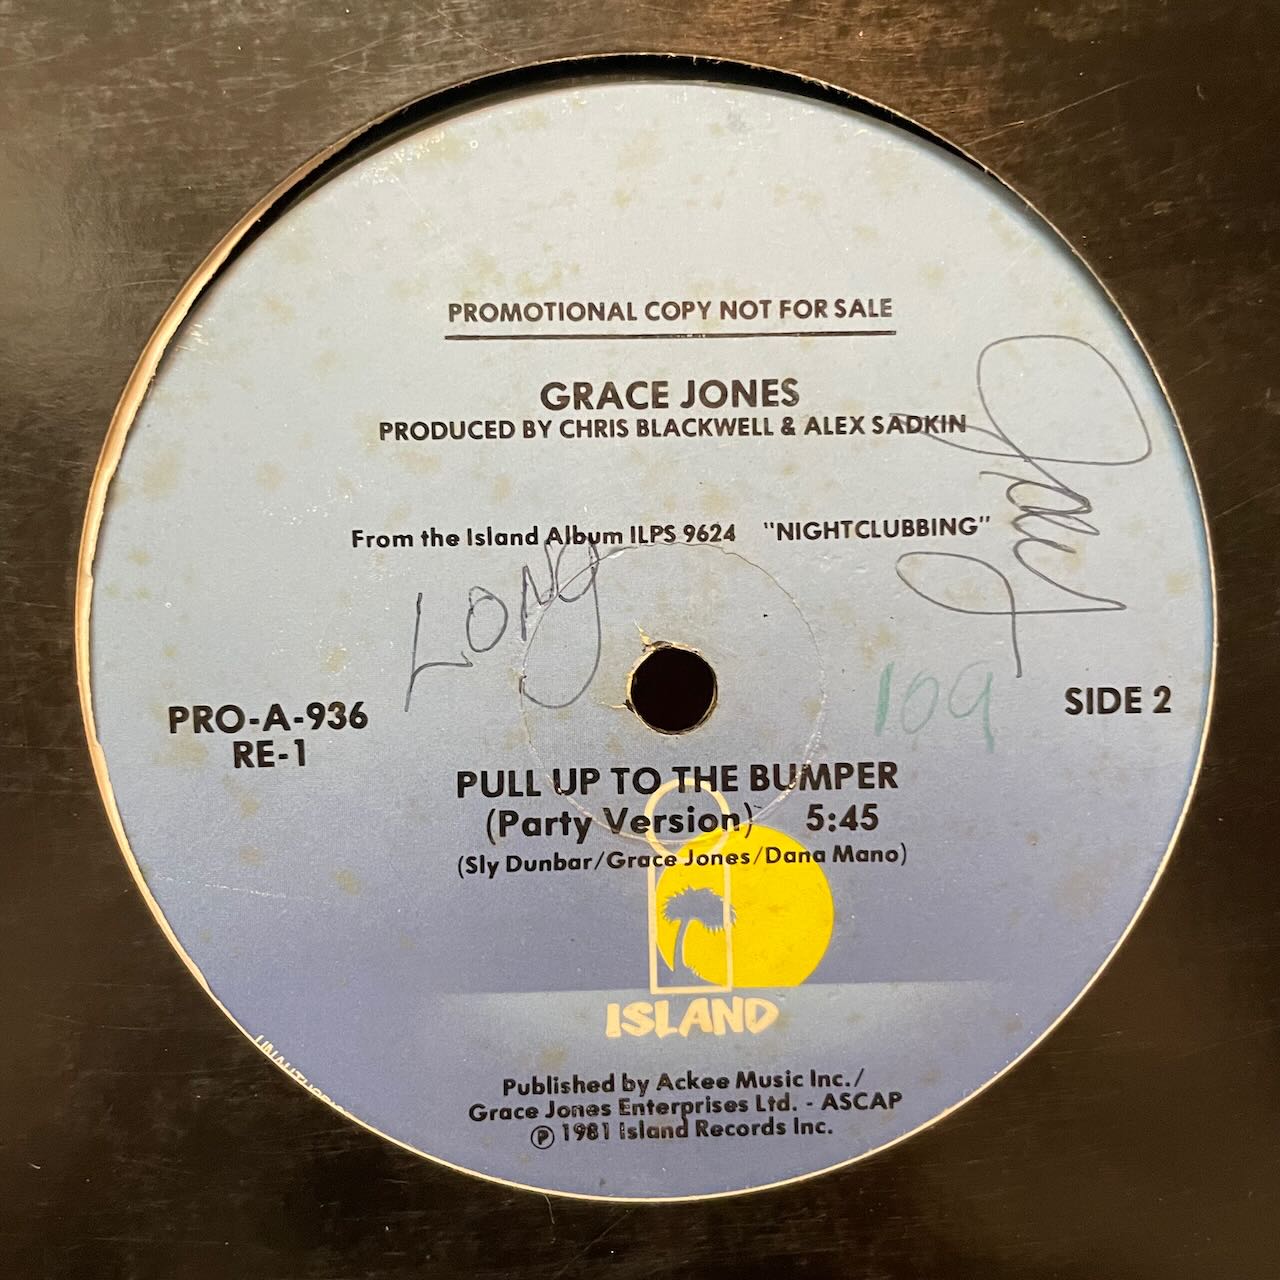 PROMOTIONAL COPY NOT FOR SALE
GRACE JONES
PRODUCED BY CHRIS BLACKWELL & ALEX SADKIN
From the Island Album ILPS 9624 "NIGHTCLUBBING"
LONG
109
PRO-A-936
RE-1
SIDE 2
PULL UP TO THE BUMPER
(Party Version) 5:45
(Sly Dunbar/Grace Jones/Dana Mano)
ISLAND
Published by Ackee Music Inc./
Grace Jones Enterprises Ltd. - ASCAP
℗ 1981 Island Records Inc.